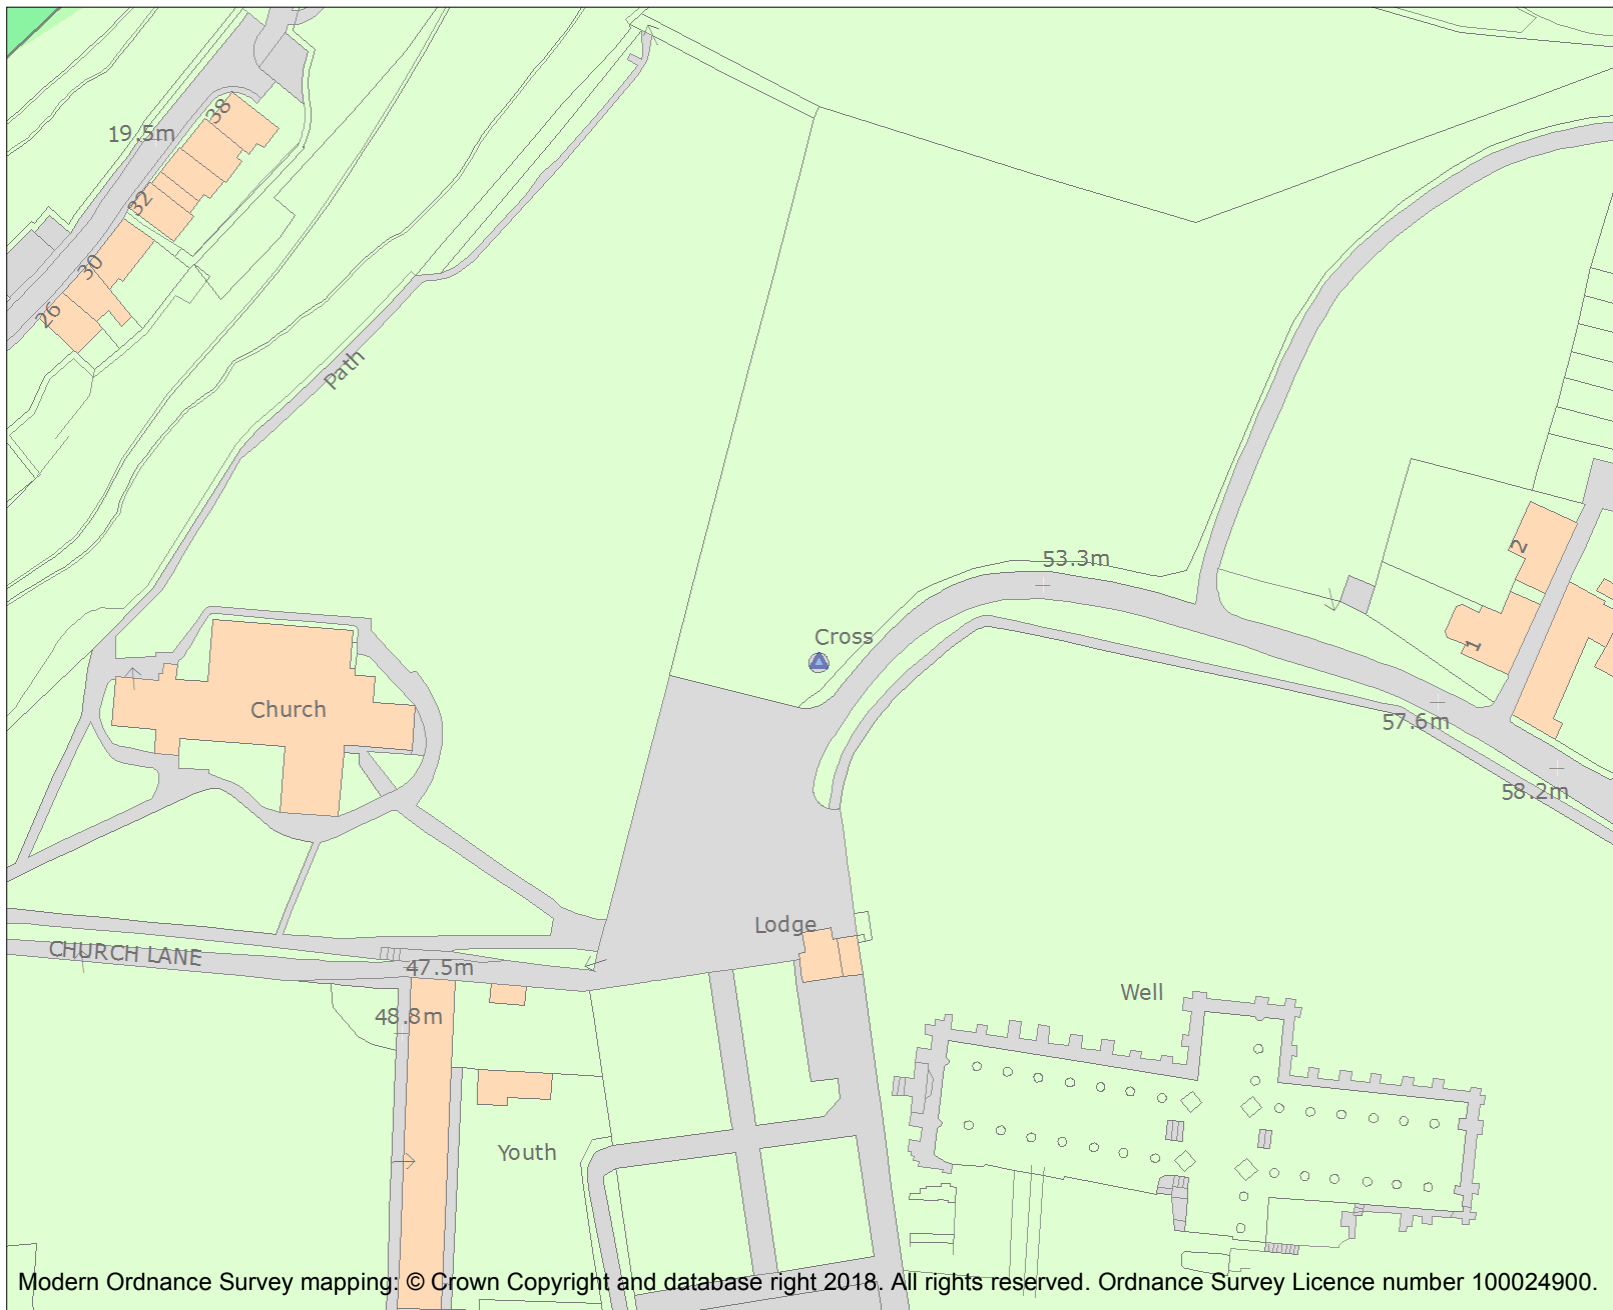 38
19.5m
32
30
26
Path
53.3m
2
Cross
1
Church
57.6m
58.2m
Lodge
CHURCH LANE
47.5m
Well
48.8m
Youth
Modern Ordnance Survey mapping: © Crown Copyright and database right 2018. All rights reserved. Ordnance Survey Licence number 100024900.